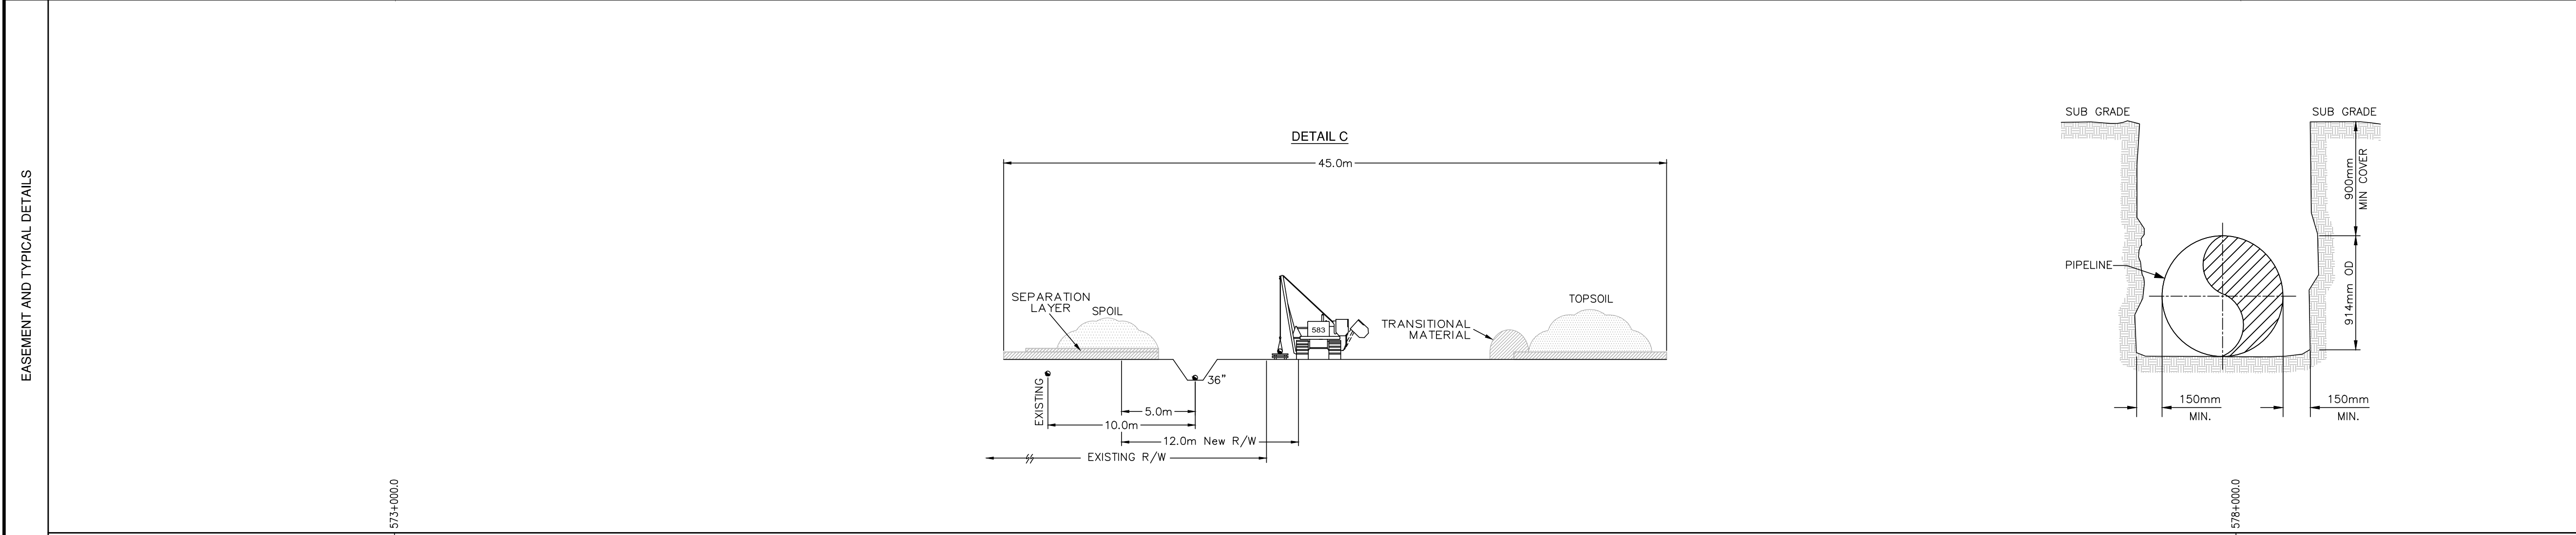 EASEMENT AND TYPICAL DETAILS
DETAIL C
45.0m
SEPARATION
LAYER
SPOIL
583
TRANSITIONAL
MATERIAL
TOPSOIL
EXISTING
36"
5.0m
10.0m
12.0m New R/W
EXISTING R/W
SUB GRADE
SUB GRADE
900mm
MIN COVER
PIPELINE
914mm OD
150mm
MIN.
150mm
MIN.
573+000.0
578+000.0